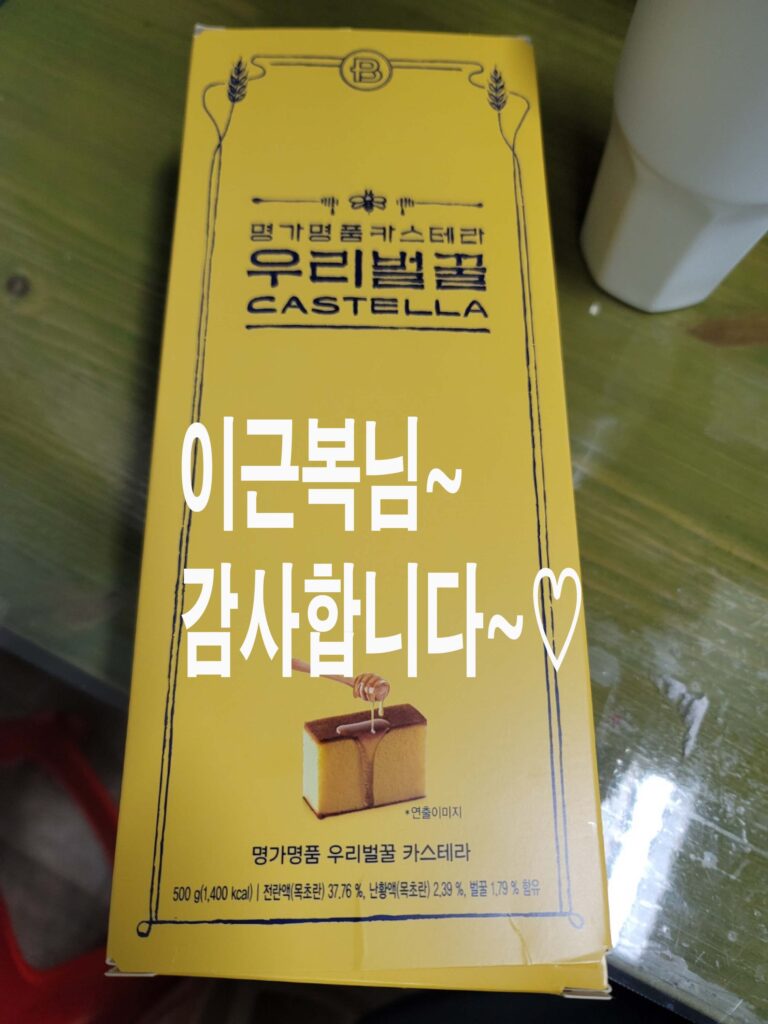 B
명가명품카스테라
우리벌꿀
CASTELLA
이근복님~
감사합니다~♡
*연출이미지
명가명품 우리벌꿀 카스테라
500 g(1,400 kcal) | 전란액(목초란) 37.76 %, 난황액(목초란) 2.39 %, 벌꿀 1.79 % 함유